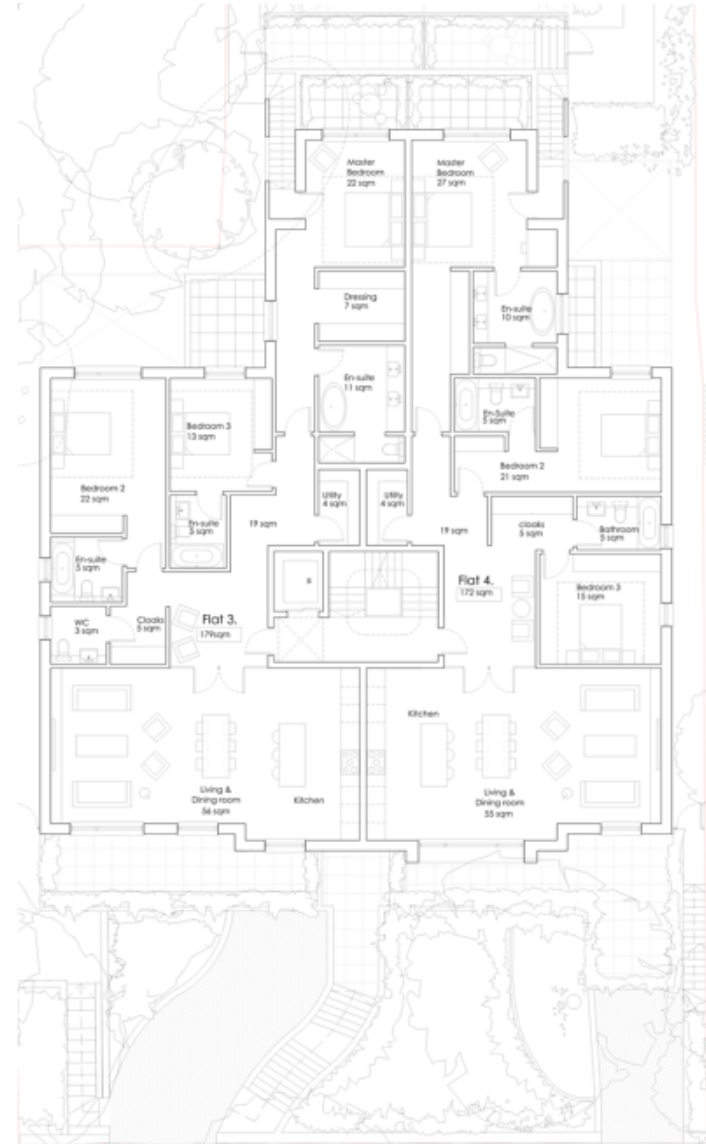 Master
Bedroom
22 sqm
Master
Bedroom
27 sqm
Dressing
7 sqm
En-suite
10 sqm
En-suite
11 sqm
Bedroom 3
13 sqm
En-Suite
5 sqm
Bedroom 2
22 sqm
Bedroom 2
21 sqm
Utility
4 sqm
Utility
4 sqm
En-suite
19 sqm
19 sqm
cloaks
5 sqm
Bathroom
5 sqm
En-suite
5 sqm
Flat 4.
172 sqm
Bedroom 3
15 sqm
WC
3 sqm
Cloaks
5 sqm
Flat 3.
179sqm
Kitchen
Living &
Dining room
56 sqm
Kitchen
Living &
Dining room
55 sqm